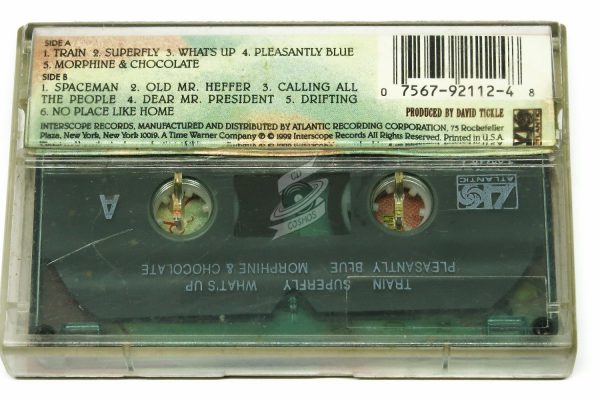 SIDE A
1. TRAIN 2. SUPERFLY 3. WHAT'S UP 4. PLEASANTLY BLUE
5. MORPHINE & CHOCOLATE
SIDE B
1. SPACEMAN 2. OLD MR. HEFFER 3. CALLING ALL
THE PEOPLE 4. DEAR MR. PRESIDENT 5. DRIFTING
6. NO PLACE LIKE HOME
0 7567-92112-4 8
PRODUCED BY DAVID TICKLE
INTERSCOPE RECORDS, MANUFACTURED AND DISTRIBUTED BY ATLANTIC RECORDING CORPORATION, 75 Rockefeller
Plaza, New York, New York 10019. A Time Warner Company ℗ © 1992 Interscope Records All Rights Reserved. Printed in U.S.A.
A
ATLANTIC
CD
COSMOS
PLEASANTLY BLUE MORPHINE & CHOCOLATE
TRAIN SUPERFLY WHAT'S UP